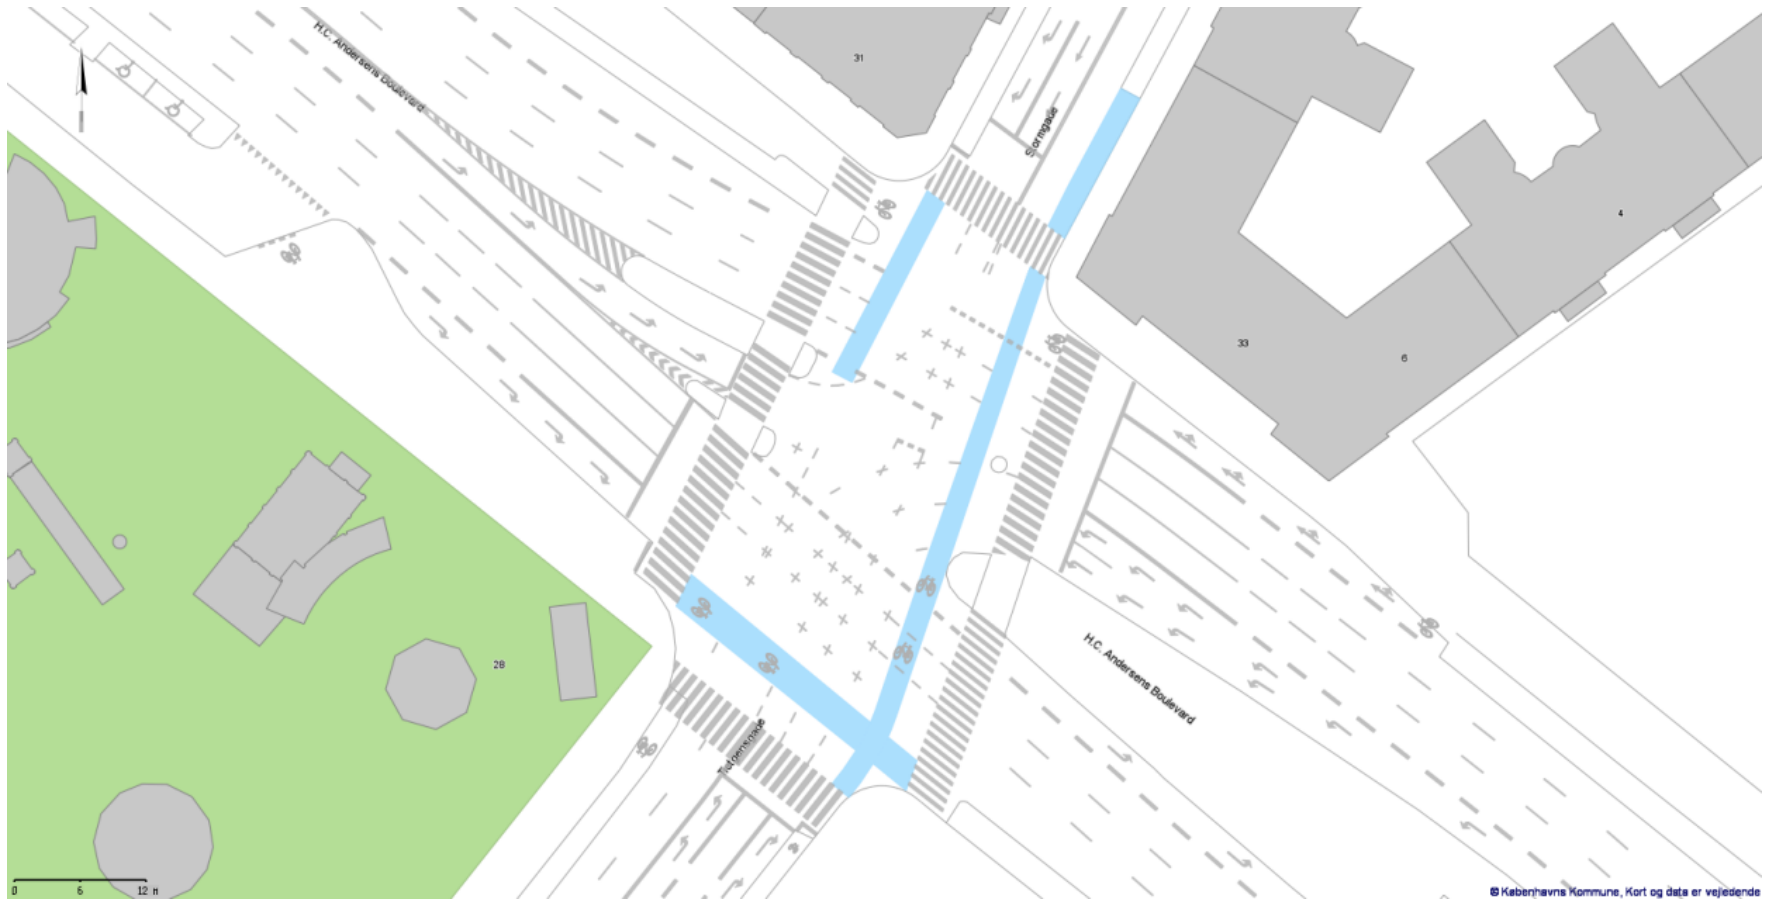 H.C. Andersens Boulevard
31
Stormgade
4
33
6
28
H.C. Andersens Boulevard
Tietgensgade
0 6 12 M
© Københavns Kommune, Kort og data er vejledende